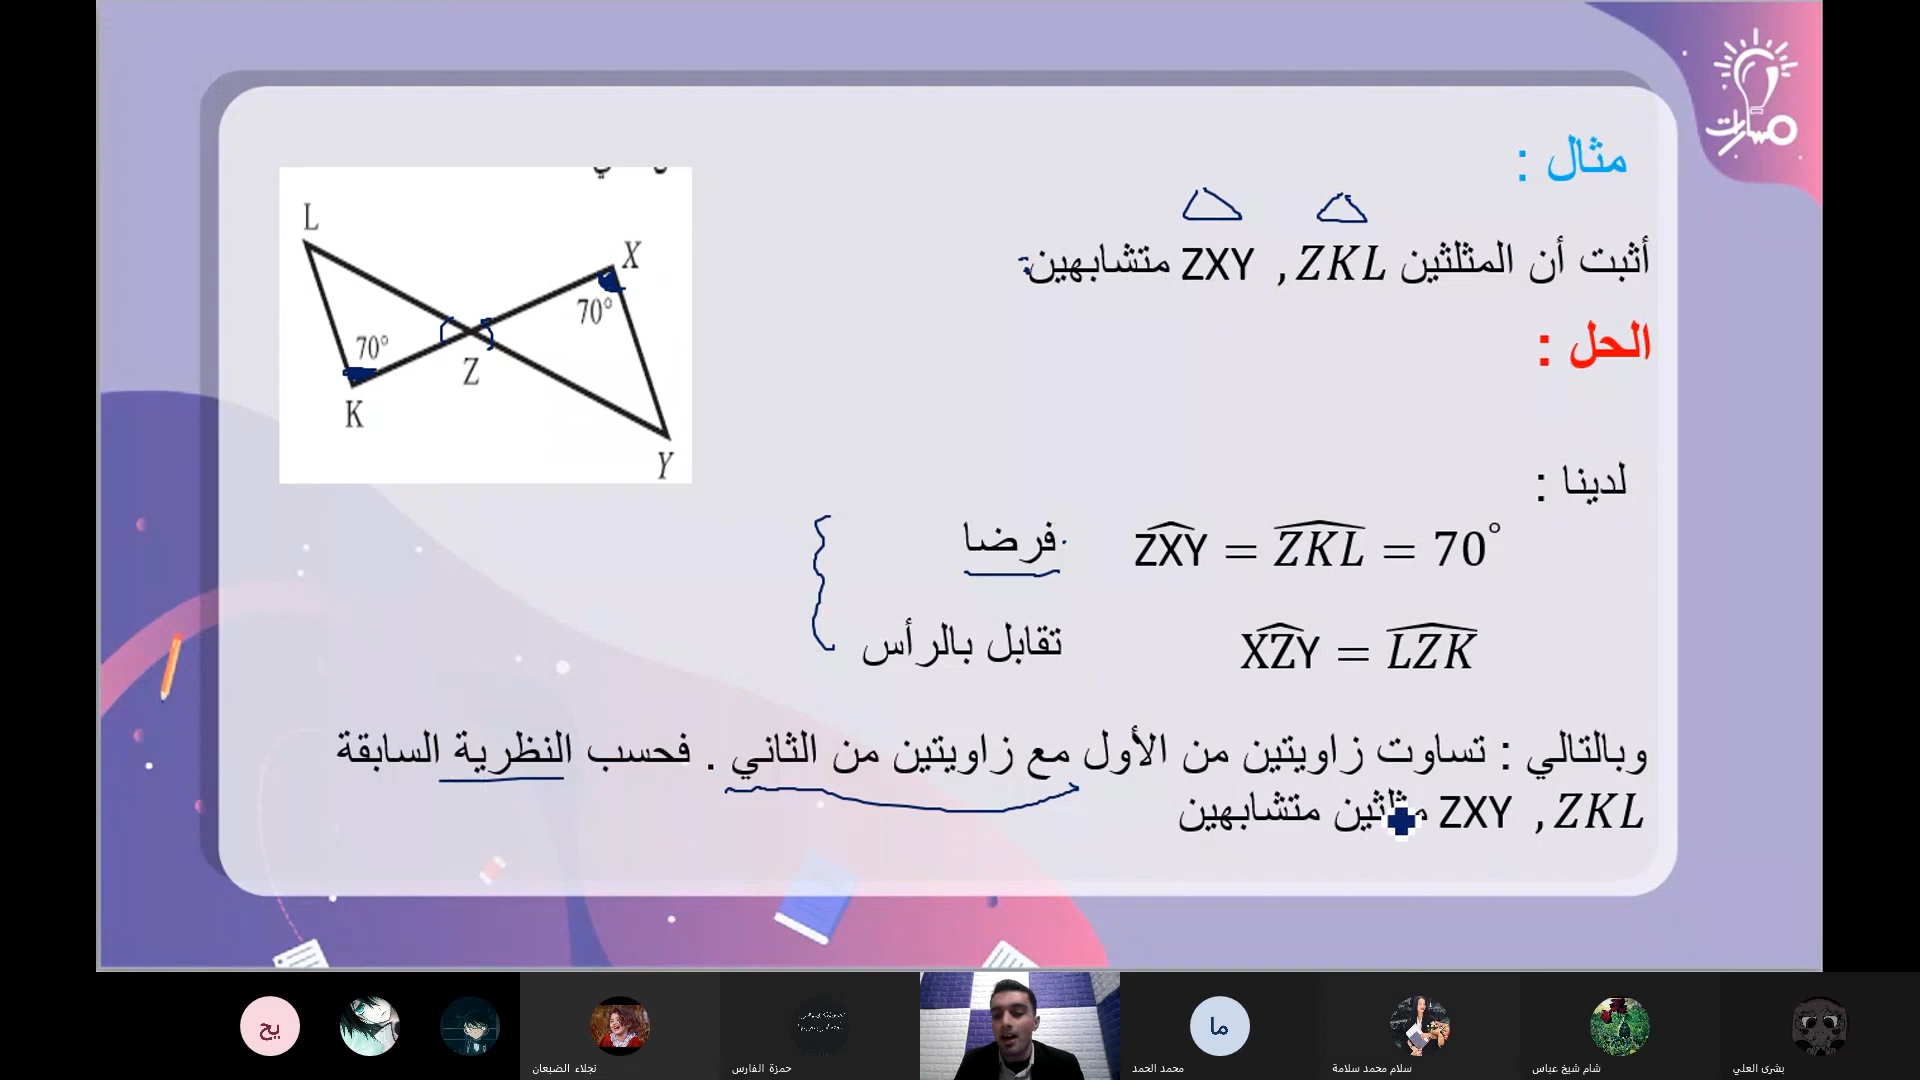 مسارات
مثال :
أثبت أن المثلثين ZXY , ZKL متشابهين
الحل :
L
X
70°
70°
Z
K
Y
لدينا :
ZXY = ZKL = 70° فرضا
XZY = LZK تقابل بالرأس
وبالتالي : تساوت زاويتين من الأول مع زاويتين من الثاني . فحسب النظرية السابقة
ZXY , ZKL مثلثين متشابهين
يح
نجلاء الضبعان
حمزة الفارس
ما
محمد الحمد
سلام محمد سلامة
شام شيخ عباس
بشرى العلي